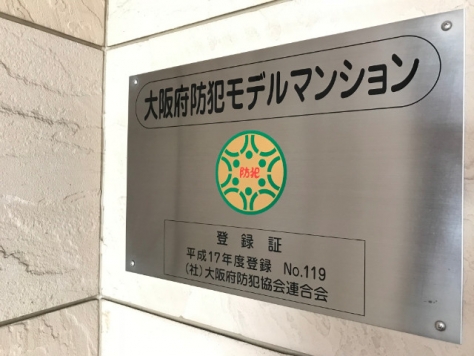 大阪府防犯モデルマンション
防犯
登録証
平成17年度登録 No.119
(社)大阪府防犯協会連合会